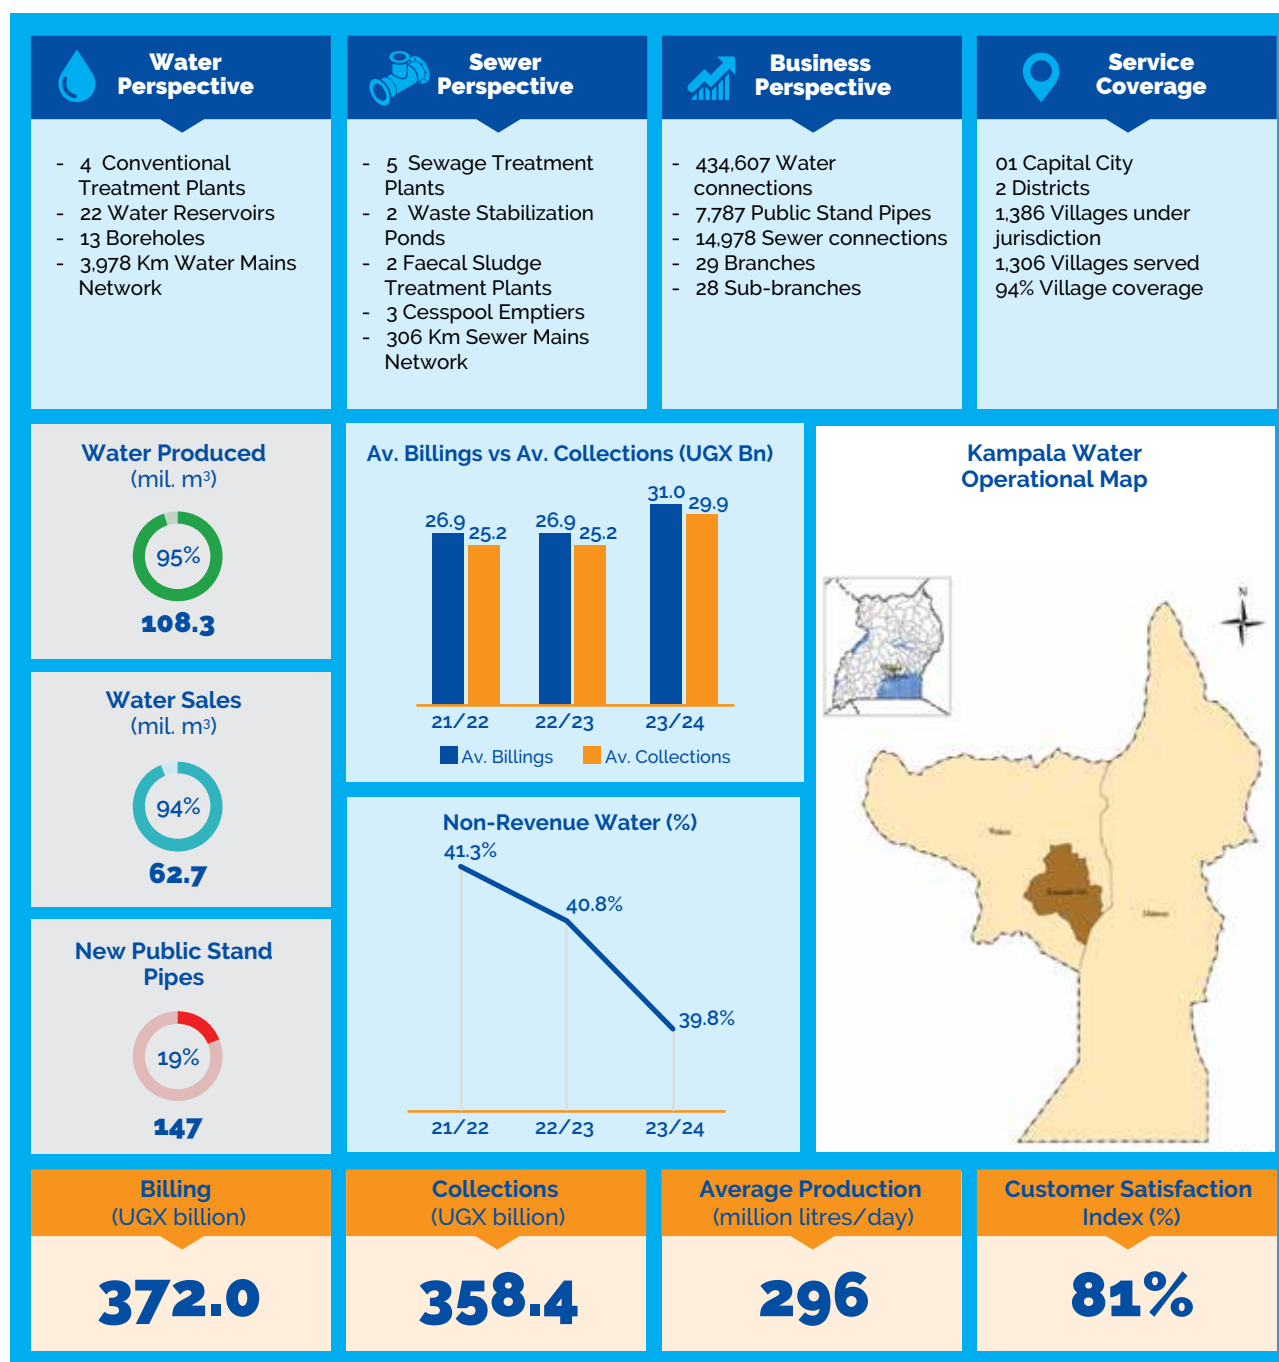 Water
Perspective
- 4 Conventional
Treatment Plants
- 22 Water Reservoirs
- 13 Boreholes
- 3,978 Km Water Mains
Network
Sewer
Perspective
- 5 Sewage Treatment
Plants
- 2 Waste Stabilization
Ponds
- 2 Faecal Sludge
Treatment Plants
- 3 Cesspool Emptiers
- 306 Km Sewer Mains
Network
Business
Perspective
- 434,607 Water
connections
- 7,787 Public Stand Pipes
- 14,978 Sewer connections
- 29 Branches
- 28 Sub-branches
Service
Coverage
01 Capital City
2 Districts
1,386 Villages under
jurisdiction
1,306 Villages served
94% Village coverage
Water Produced
(mil. m³)
95%
108.3
Water Sales
(mil. m³)
94%
62.7
New Public Stand
Pipes
19%
147
Av. Billings vs Av. Collections (UGX Bn)
26.9 25.2 26.9 25.2 31.0 29.9
21/22 22/23 23/24
Av. Billings Av. Collections
Non-Revenue Water (%)
41.3%
40.8%
39.8%
21/22 22/23 23/24
Kampala Water
Operational Map
N
Billing
(UGX billion)
372.0
Collections
(UGX billion)
358.4
Average Production
(million litres/day)
296
Customer Satisfaction
Index (%)
81%